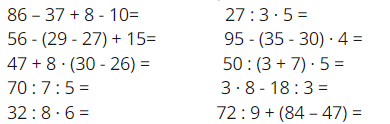 86 – 37 + 8 - 10= 27 : 3 · 5 =
56 - (29 - 27) + 15= 95 - (35 - 30) · 4 =
47 + 8 · (30 - 26) = 50 : (3 + 7) · 5 =
70 : 7 : 5 = 3 · 8 - 18 : 3 =
32 : 8 · 6 = 72 : 9 + (84 – 47) =